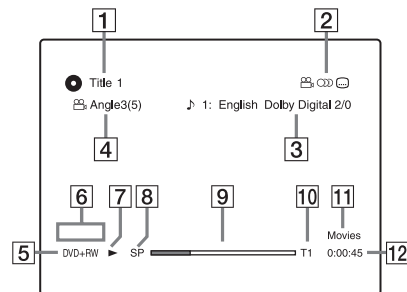 1 2
Title 1
Angle3(5) 1: English Dolby Digital 2/0
4 3
6 7 8 9 10 11
Movies
5 DVD+RW SP T1 0:00:45 12